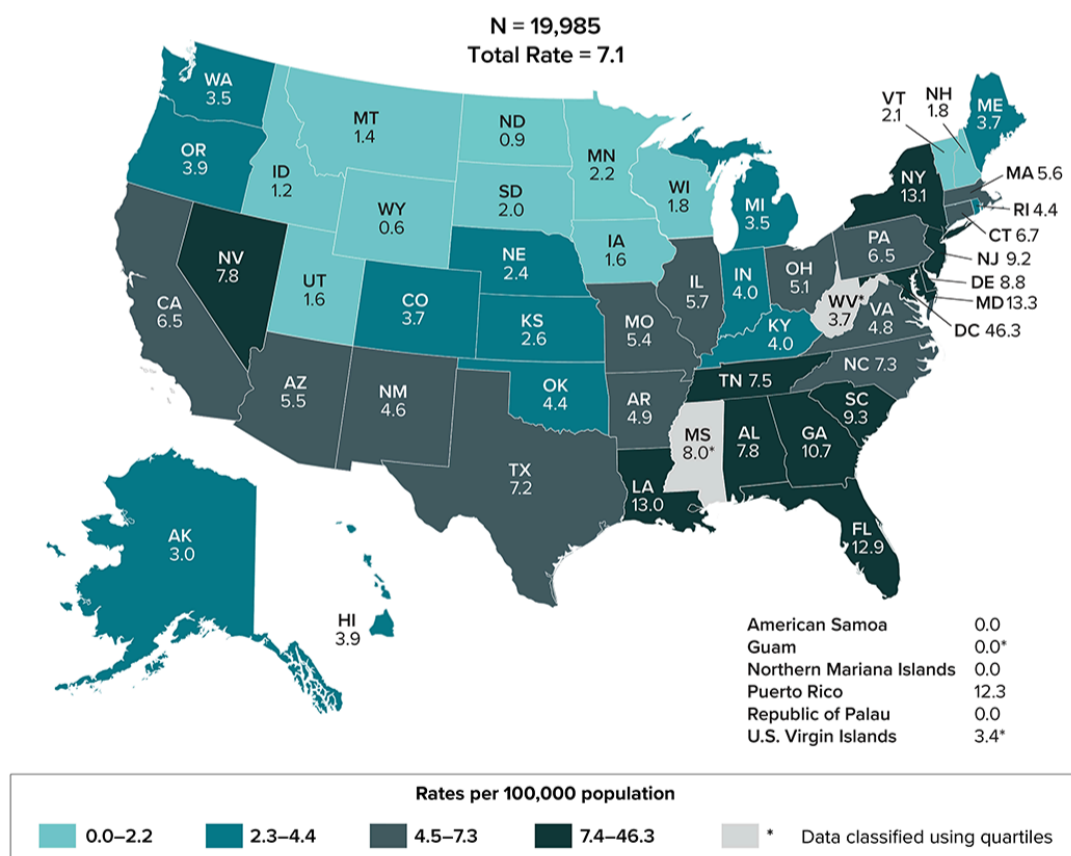 N = 19,985
Total Rate = 7.1
WA
3.5
OR
3.9
ID
1.2
MT
1.4
ND
0.9
MN
2.2
SD
2.0
WY
0.6
WI
1.8
MI
3.5
VT
2.1
NH
1.8
ME
3.7
NY
13.1
MA 5.6
RI 4.4
CT 6.7
NJ 9.2
DE 8.8
MD 13.3
DC 46.3
PA
6.5
NV
7.8
UT
1.6
CA
6.5
CO
3.7
NE
2.4
IA
1.6
KS
2.6
IL
5.7
IN
4.0
OH
5.1
WV*
3.7
VA
4.8
KY
4.0
MO
5.4
NC 7.3
TN 7.5
SC
9.3
AZ
5.5
NM
4.6
OK
4.4
AR
4.9
MS
8.0*
AL
7.8
GA
10.7
TX
7.2
LA
13.0
FL
12.9
AK
3.0
HI
3.9
American Samoa 0.0
Guam 0.0*
Northern Mariana Islands 0.0
Puerto Rico 12.3
Republic of Palau 0.0
U.S. Virgin Islands 3.4*
Rates per 100,000 population
0.0–2.2 2.3–4.4 4.5–7.3 7.4–46.3 * Data classified using quartiles